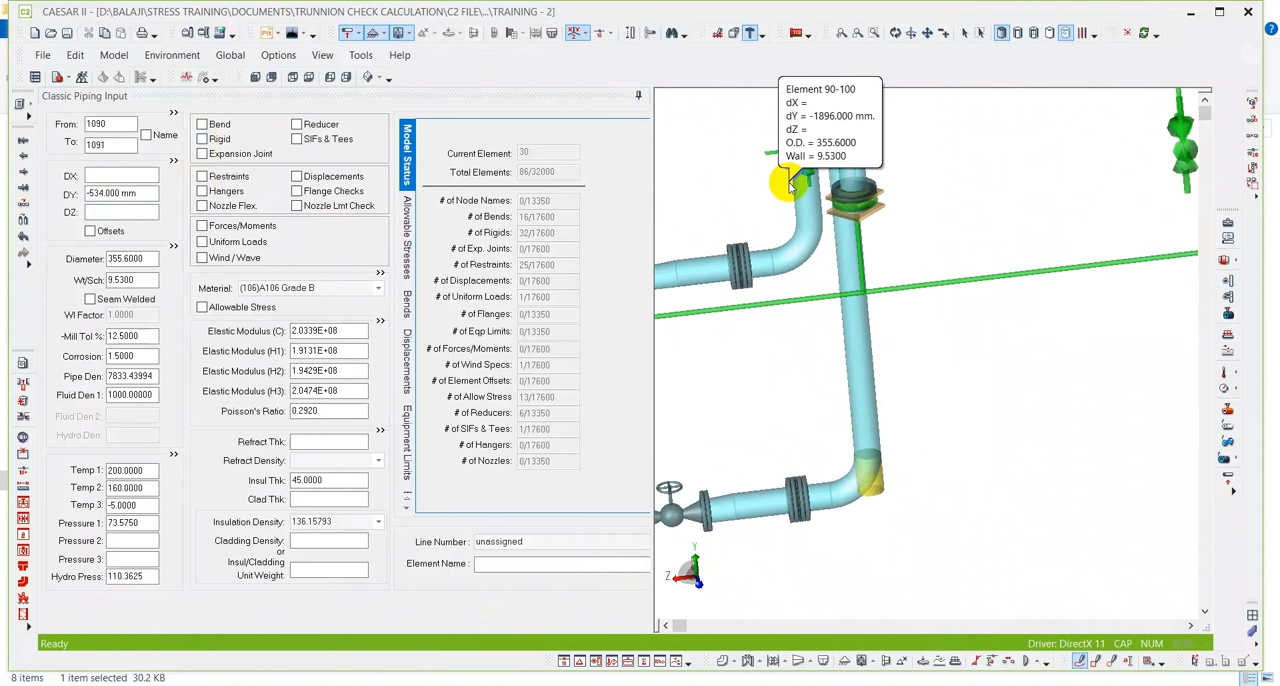 CAESAR II - [D:\BALAJI\STRESS TRAINING\DOCUMENTS\TRUNNION CHECK CALCULATION\C2 FILE\...\TRAINING - 2]
File Edit Model Environment Global Options View Tools Help
Classic Piping Input
From: 1090
To: 1091
Name
DX:
DY: -534.000 mm
DZ:
Offsets
Diameter: 355.6000
Wt/Sch: 9.5300
Seam Welded
WI Factor: 1.0000
-Mill Tol %: 12.5000
Corrosion: 1.5000
Pipe Den: 7833.43994
Fluid Den 1: 1000.00000
Fluid Den 2:
Hydro Den:
Temp 1: 200.0000
Temp 2: 160.0000
Temp 3: -5.0000
Pressure 1: 73.5750
Pressure 2:
Pressure 3:
Hydro Press: 110.3625
Bend Reducer
Rigid SIFs & Tees
Expansion Joint
Restraints Displacements
Hangers Flange Checks
Nozzle Flex. Nozzle Lmt Check
Forces/Moments
Uniform Loads
Wind / Wave
Material: (106)A106 Grade B
Allowable Stress
Elastic Modulus (C): 2.0339E+08
Elastic Modulus (H1): 1.9131E+08
Elastic Modulus (H2): 1.9429E+08
Elastic Modulus (H3): 2.0474E+08
Poisson's Ratio: 0.2920
Refract Thk:
Refract Density:
Insul Thk: 45.0000
Clad Thk:
Insulation Density: 136.15793
Cladding Density:
or
Insul/Cladding
Unit Weight:
Model Status
Allowable Stresses
Bends
Displacements
Equipment Limits
Current Element: 30
Total Elements: 86/32000
# of Node Names: 0/13350
# of Bends: 16/17600
# of Rigids: 32/17600
# of Exp. Joints: 0/17600
# of Restraints: 25/17600
# of Displacements: 0/17600
# of Uniform Loads: 1/17600
# of Flanges: 0/13350
# of Eqp Limits: 0/13350
# of Forces/Moments: 0/17600
# of Wind Specs: 1/17600
# of Element Offsets: 0/17600
# of Allow Stress: 13/17600
# of Reducers: 6/13350
# of SIFs & Tees: 1/17600
# of Hangers: 0/17600
# of Nozzles: 0/13350
Line Number: unassigned
Element Name:
Element 90-100
dX =
dY = -1896.000 mm.
dZ =
O.D. = 355.6000
Wall = 9.5300
Y
Z
Ready
Driver: DirectX 11 CAP NUM
8 items 1 item selected 30.2 KB